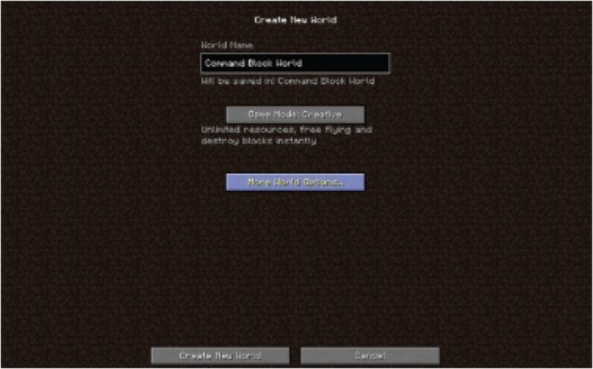 Create New World
World Name
Command Block World
Will be saved in: Command Block World
Game Mode: Creative
Unlimited resources, free flying and
destroy blocks instantly
More World Options...
Create New World
Cancel